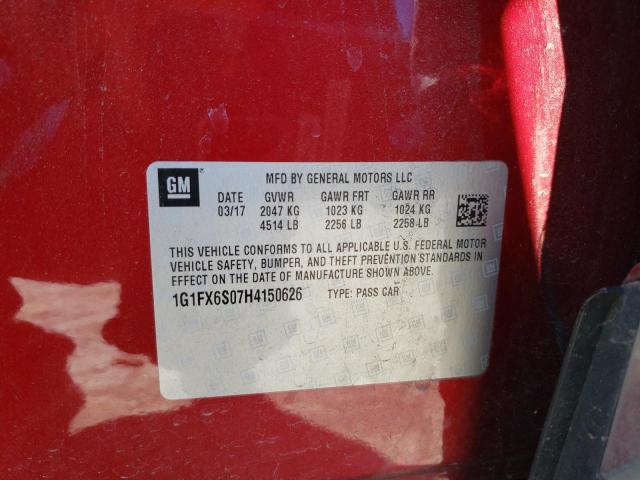 GM
MFD BY GENERAL MOTORS LLC
DATE GVWR GAWR FRT GAWR RR
03/17 2047 KG 1023 KG 1024 KG
4514 LB 2256 LB 2258 LB
THIS VEHICLE CONFORMS TO ALL APPLICABLE U.S. FEDERAL MOTOR
VEHICLE SAFETY, BUMPER, AND THEFT PREVENTION STANDARDS IN
EFFECT ON THE DATE OF MANUFACTURE SHOWN ABOVE.
1G1FX6S07H4150626 TYPE: PASS CAR